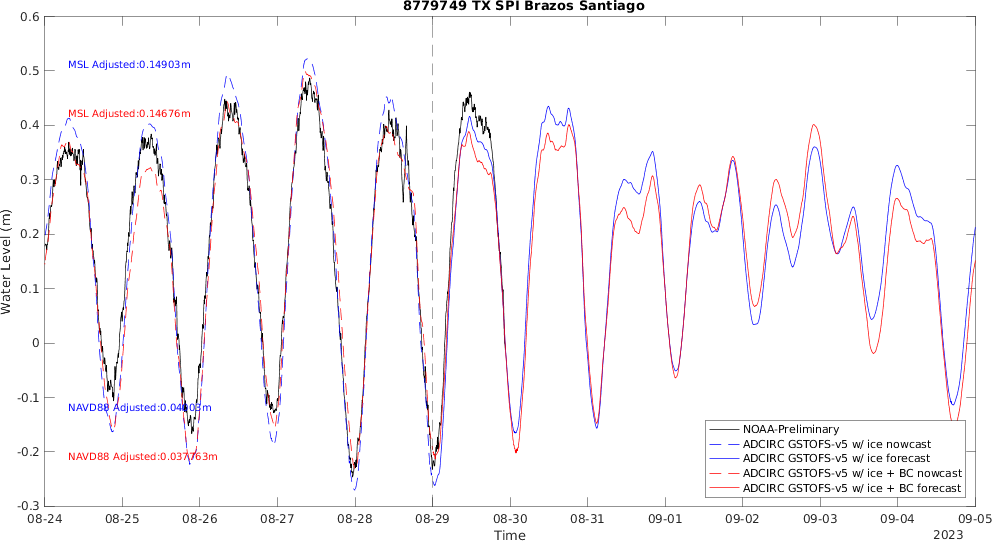 8779749 TX SPI Brazos Santiago
Water Level (m)
0.6
0.5
0.4
0.3
0.2
0.1
0
-0.1
-0.2
-0.3
MSL Adjusted:0.14903m
MSL Adjusted:0.14676m
NAVD88 Adjusted:0.04003m
NAVD88 Adjusted:0.037763m
NOAA-Preliminary
ADCIRC GSTOFS-v5 w/ ice nowcast
ADCIRC GSTOFS-v5 w/ ice forecast
ADCIRC GSTOFS-v5 w/ ice + BC nowcast
ADCIRC GSTOFS-v5 w/ ice + BC forecast
08-24 08-25 08-26 08-27 08-28 08-29 08-30 08-31 09-01 09-02 09-03 09-04 09-05
Time
2023